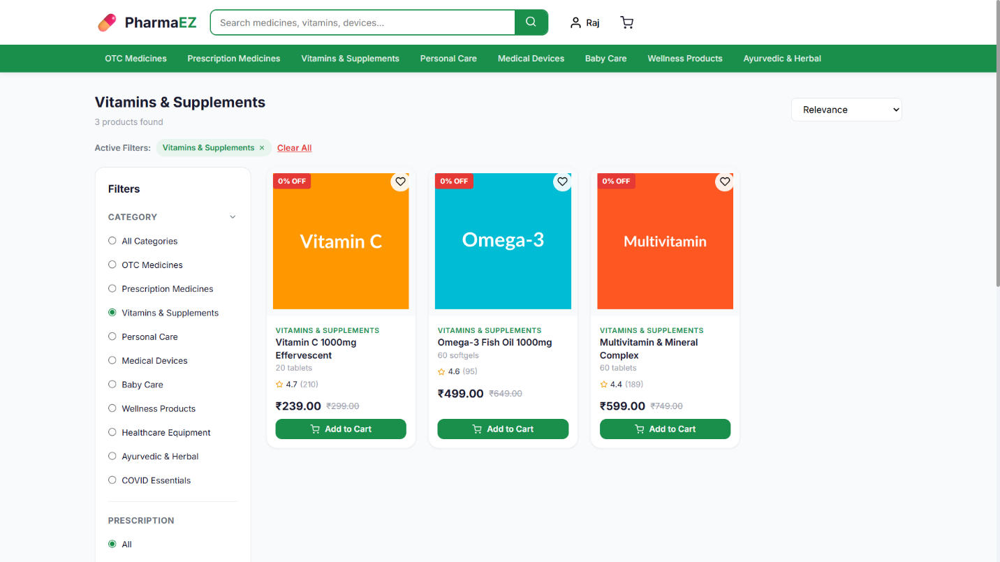 PharmaEZ
Search medicines, vitamins, devices...
Raj
OTC Medicines
Prescription Medicines
Vitamins & Supplements
Personal Care
Medical Devices
Baby Care
Wellness Products
Ayurvedic & Herbal
Vitamins & Supplements
3 products found
Relevance
Active Filters:
Vitamins & Supplements ×
Clear All
Filters
CATEGORY
All Categories
OTC Medicines
Prescription Medicines
Vitamins & Supplements
Personal Care
Medical Devices
Baby Care
Wellness Products
Healthcare Equipment
Ayurvedic & Herbal
COVID Essentials
PRESCRIPTION
All
0% OFF
Vitamin C
VITAMINS & SUPPLEMENTS
Vitamin C 1000mg
Effervescent
20 tablets
4.7 (210)
₹239.00 ₹299.00
Add to Cart
0% OFF
Omega-3
VITAMINS & SUPPLEMENTS
Omega-3 Fish Oil 1000mg
60 softgels
4.6 (95)
₹499.00 ₹649.00
Add to Cart
0% OFF
Multivitamin
VITAMINS & SUPPLEMENTS
Multivitamin & Mineral
Complex
60 tablets
4.4 (189)
₹599.00 ₹749.00
Add to Cart